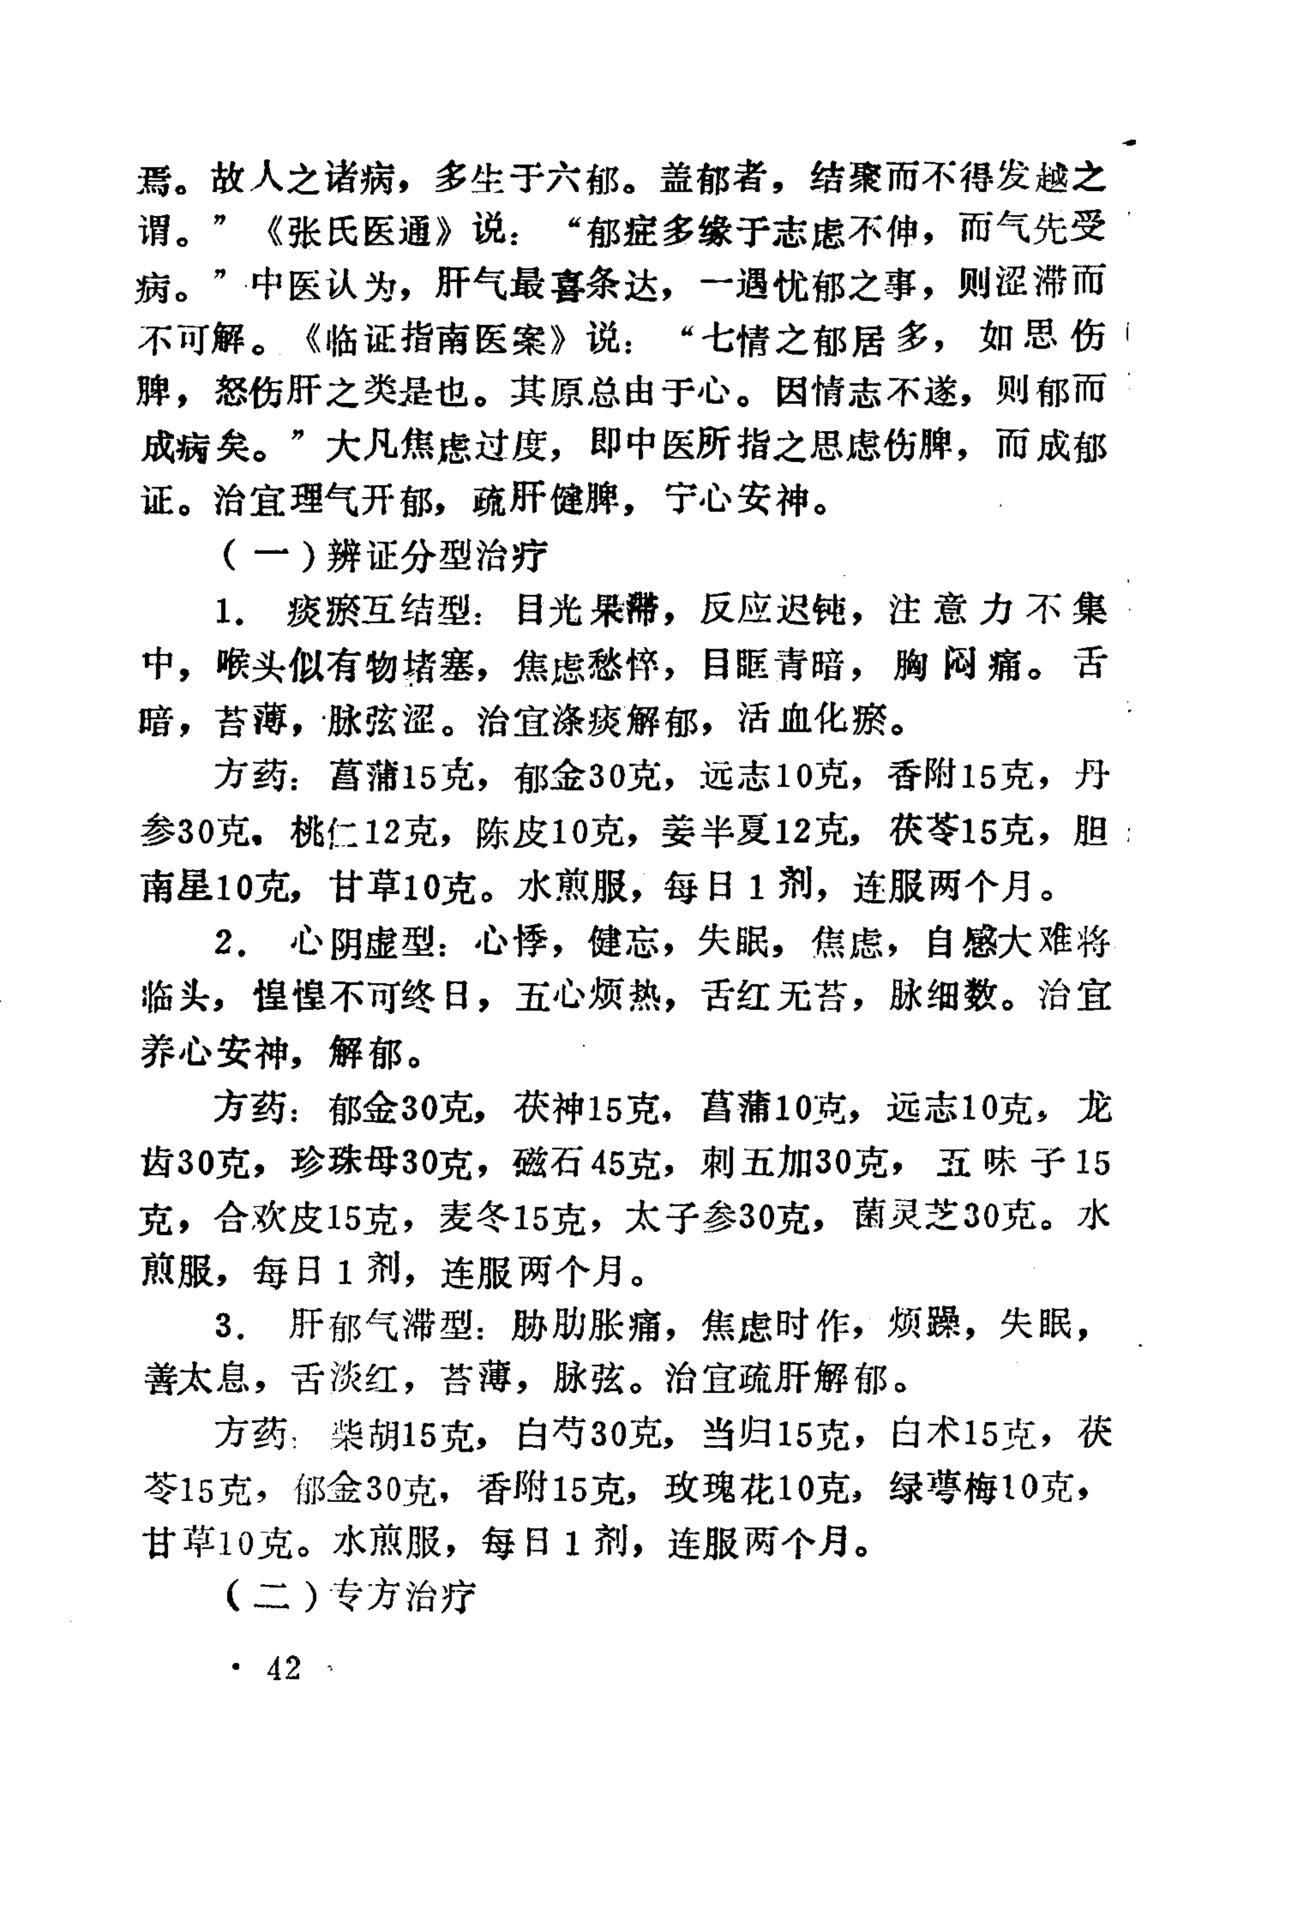 焉。故人之诸病，多生于六郁。盖郁者，结聚而不得发越之
谓。”《张氏医通》说：“郁症多缘于志虑不伸，而气先受
病。”中医认为，肝气最喜条达，一遇忧郁之事，则涩滞而
不可解。《临证指南医案》说：“七情之郁居多，如思伤
脾，怒伤肝之类是也。其原总由于心。因情志不遂，则郁而
成病矣。”大凡焦虑过度，即中医所指之思虑伤脾，而成郁
证。治宜理气开郁，疏肝健脾，宁心安神。
（一）辨证分型治疗
1．痰瘀互结型：目光呆滞，反应迟钝，注意力不集
中，喉头似有物堵塞，焦虑愁悴，目眶青暗，胸闷痛。舌
暗，苔薄，脉弦涩。治宜涤痰解郁，活血化瘀。
方药：菖蒲15克，郁金30克，远志10克，香附15克，丹
参30克，桃仁12克，陈皮10克，姜半夏12克，茯苓15克，胆
南星10克，甘草10克。水煎服，每日1剂，连服两个月。
2．心阴虚型：心悸，健忘，失眠，焦虑，自感大难将
临头，惶惶不可终日，五心烦热，舌红无苔，脉细数。治宜
养心安神，解郁。
方药：郁金30克，茯神15克，菖蒲10克，远志10克，龙
齿30克，珍珠母30克，磁石45克，刺五加30克，五味子15
克，合欢皮15克，麦冬15克，太子参30克，菌灵芝30克。水
煎服，每日1剂，连服两个月。
3．肝郁气滞型：胁肋胀痛，焦虑时作，烦躁，失眠，
善太息，舌淡红，苔薄，脉弦。治宜疏肝解郁。
方药：柴胡15克，白芍30克，当归15克，白术15克，茯
苓15克，郁金30克，香附15克，玫瑰花10克，绿萼梅10克，
甘草10克。水煎服，每日1剂，连服两个月。
（二）专方治疗
· 42 ·